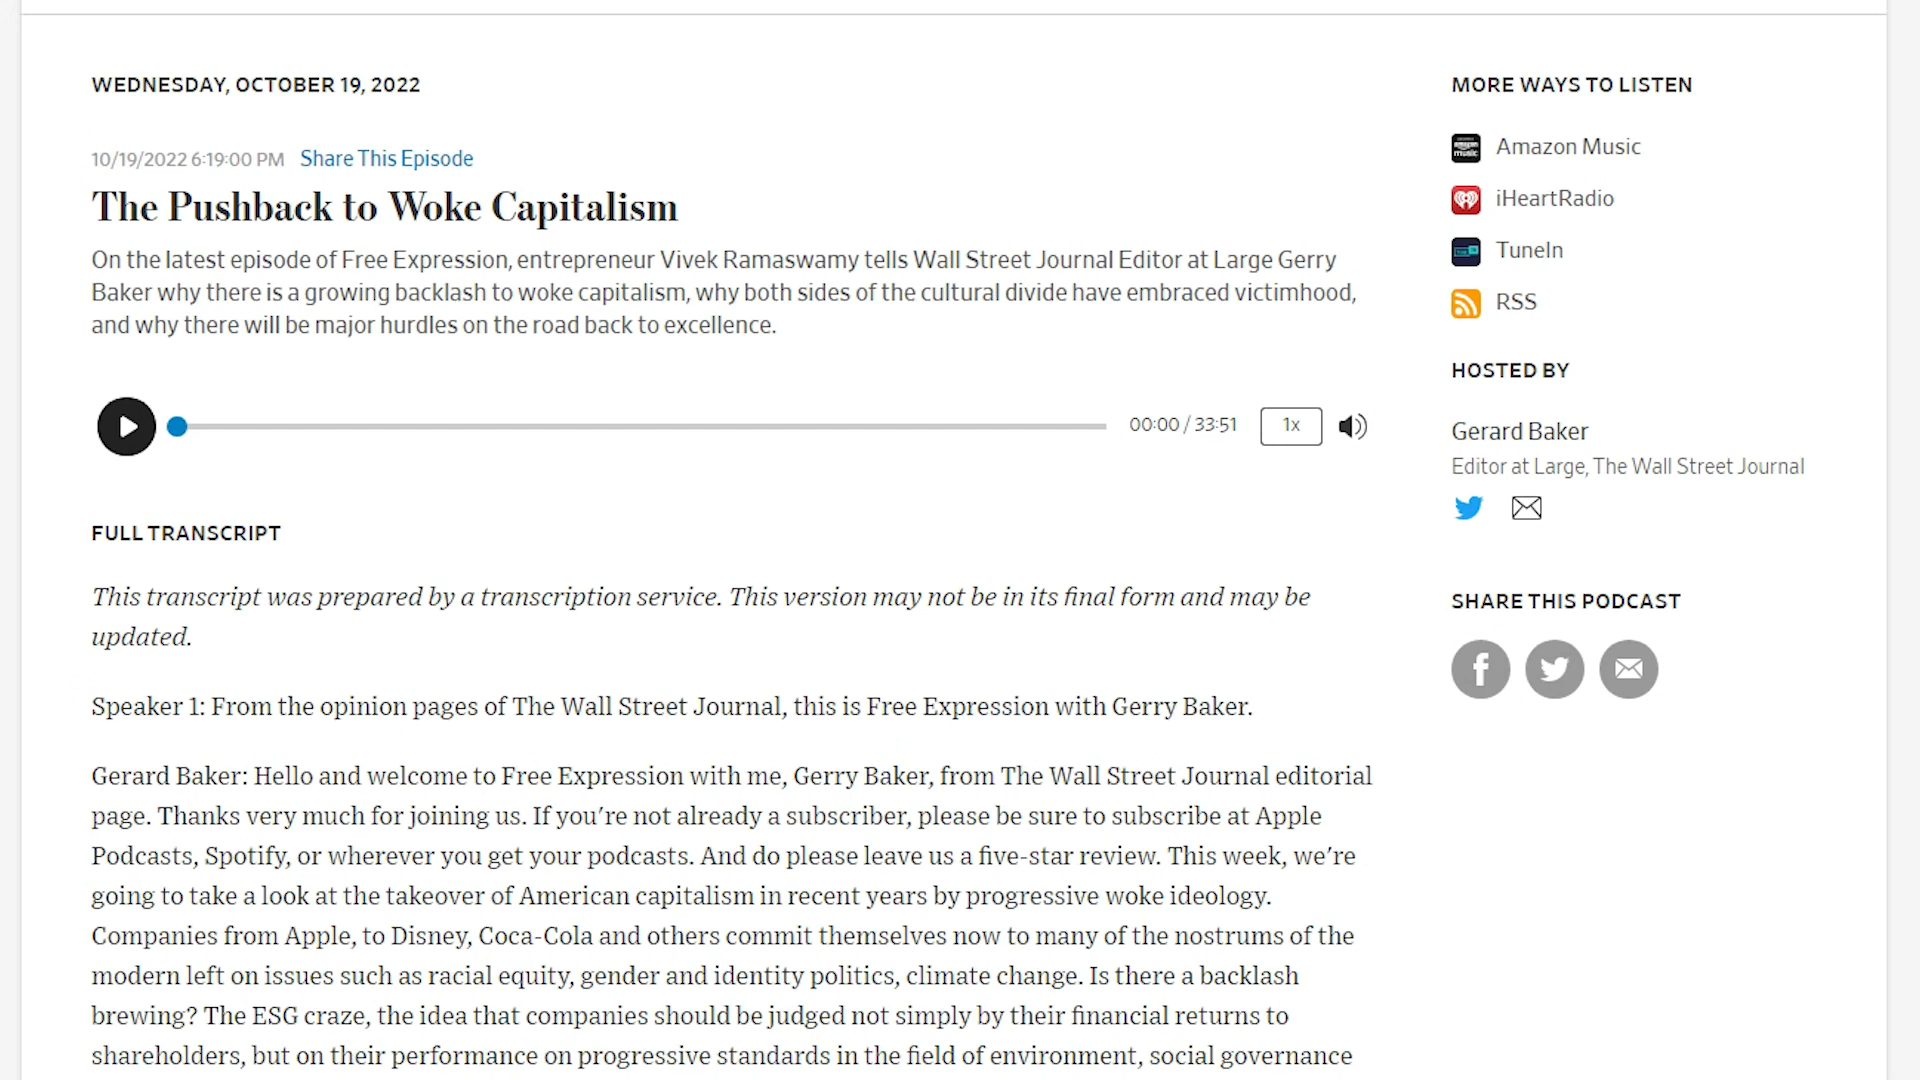 WEDNESDAY, OCTOBER 19, 2022
10/19/2022 6:19:00 PM Share This Episode
The Pushback to Woke Capitalism
On the latest episode of Free Expression, entrepreneur Vivek Ramaswamy tells Wall Street Journal Editor at Large Gerry
Baker why there is a growing backlash to woke capitalism, why both sides of the cultural divide have embraced victimhood,
and why there will be major hurdles on the road back to excellence.
00:00 / 33:51 1x
FULL TRANSCRIPT
This transcript was prepared by a transcription service. This version may not be in its final form and may be
updated.
Speaker 1: From the opinion pages of The Wall Street Journal, this is Free Expression with Gerry Baker.
Gerard Baker: Hello and welcome to Free Expression with me, Gerry Baker, from The Wall Street Journal editorial
page. Thanks very much for joining us. If you're not already a subscriber, please be sure to subscribe at Apple
Podcasts, Spotify, or wherever you get your podcasts. And do please leave us a five-star review. This week, we're
going to take a look at the takeover of American capitalism in recent years by progressive woke ideology.
Companies from Apple, to Disney, Coca-Cola and others commit themselves now to many of the nostrums of the
modern left on issues such as racial equity, gender and identity politics, climate change. Is there a backlash
brewing? The ESG craze, the idea that companies should be judged not simply by their financial returns to
shareholders, but on their performance on progressive standards in the field of environment, social governance
MORE WAYS TO LISTEN
Amazon Music
iHeartRadio
TuneIn
RSS
HOSTED BY
Gerard Baker
Editor at Large, The Wall Street Journal
SHARE THIS PODCAST